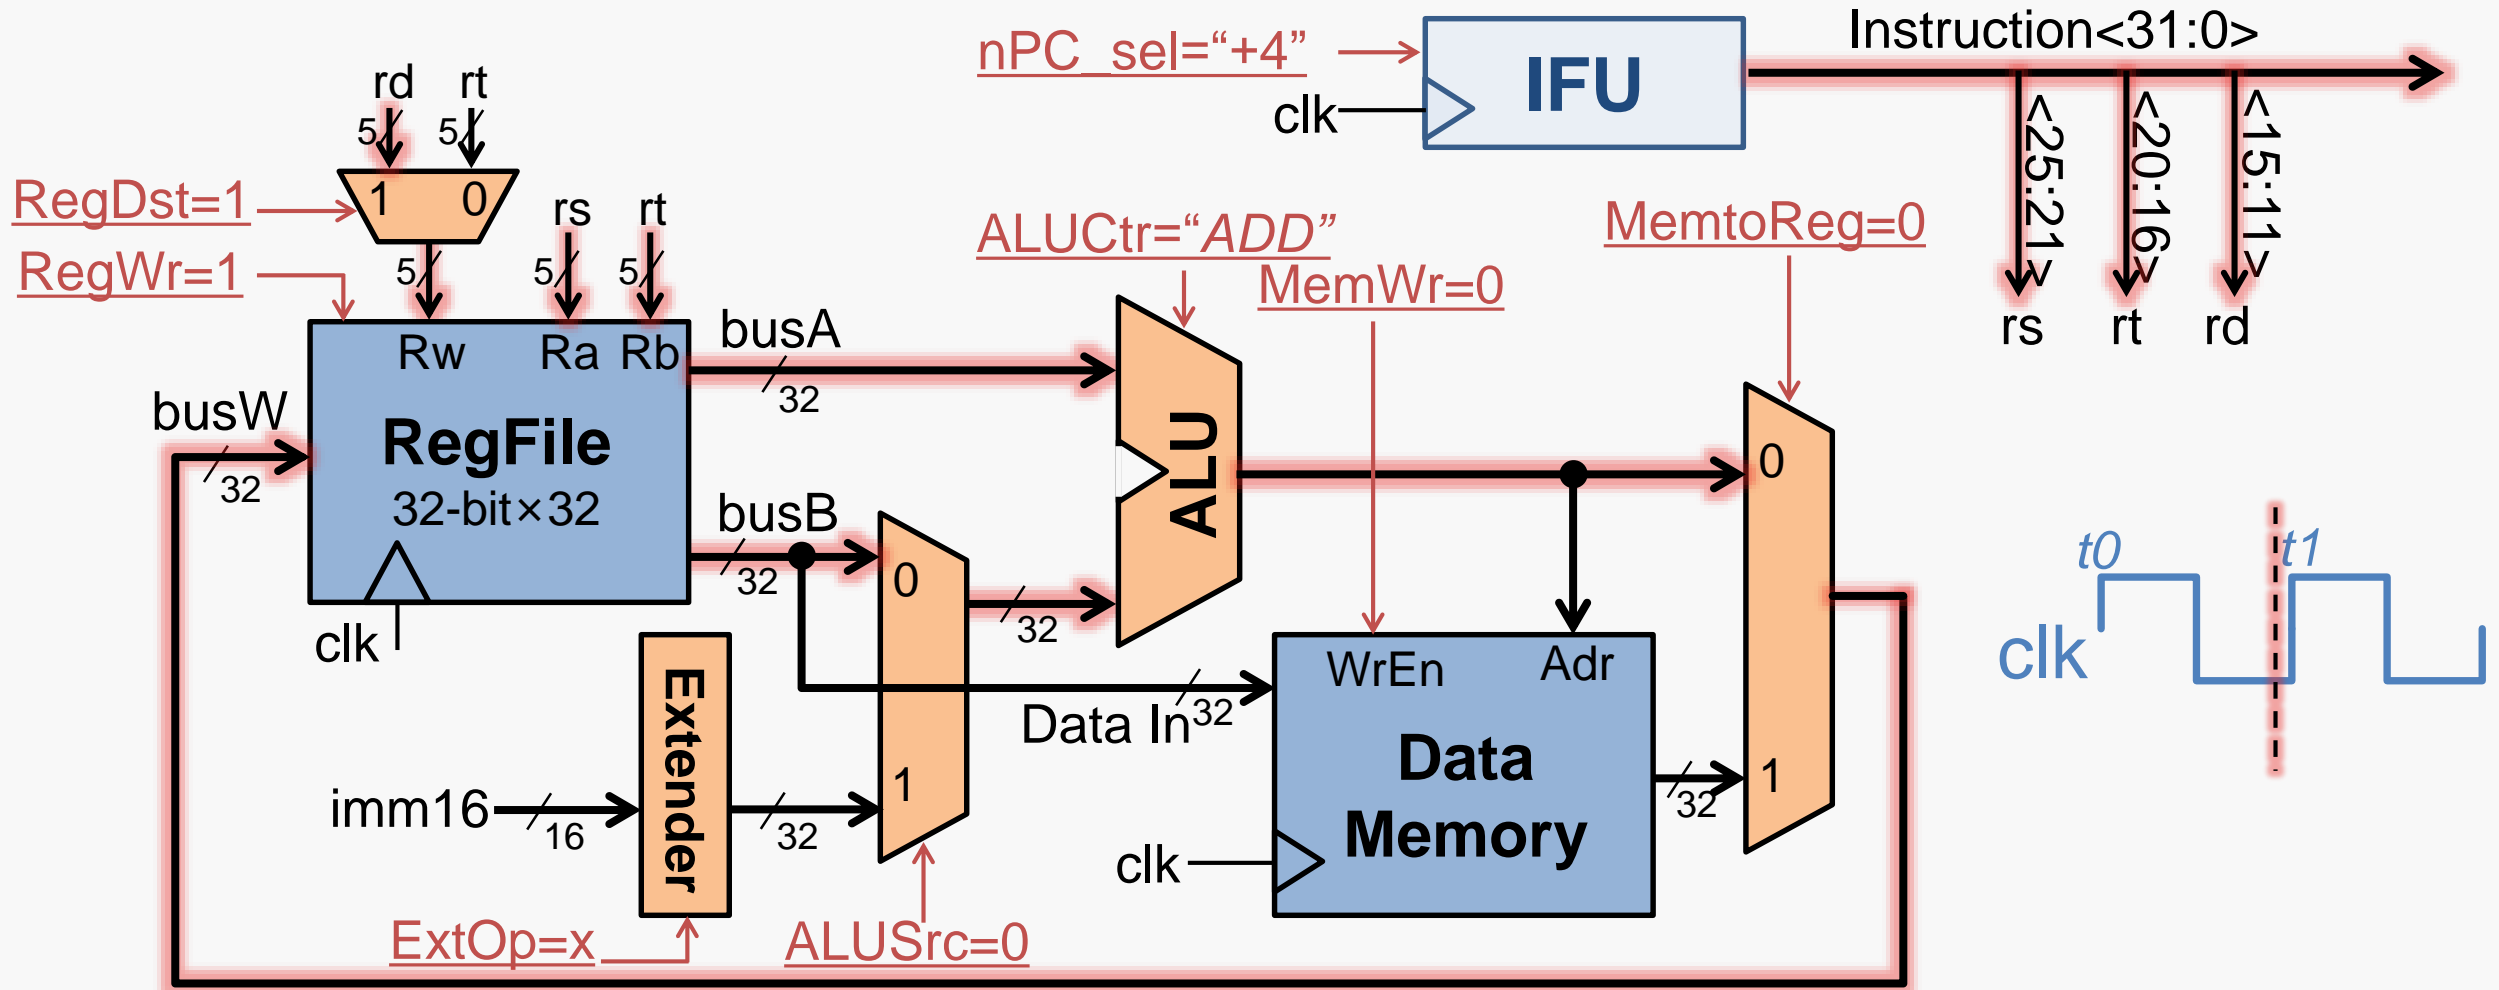 Instruction<31:0>
nPC_sel="+4"
IFU
clk
rd
rt
5
5
1
0
RegDst=1
RegWr=1
5
rs
rt
5
5
<25:21>
<20:16>
<15:11>
rs
rt
rd
ALUCtr="ADD"
MemtoReg=0
MemWr=0
Rw
Ra
Rb
busA
32
busW
32
RegFile
32-bit×32
clk
busB
32
0
1
32
ALU
0
1
t0
t1
clk
Extender
imm16
16
32
Data In
32
WrEn
Adr
Data
Memory
32
clk
ExtOp=x
ALUSrc=0